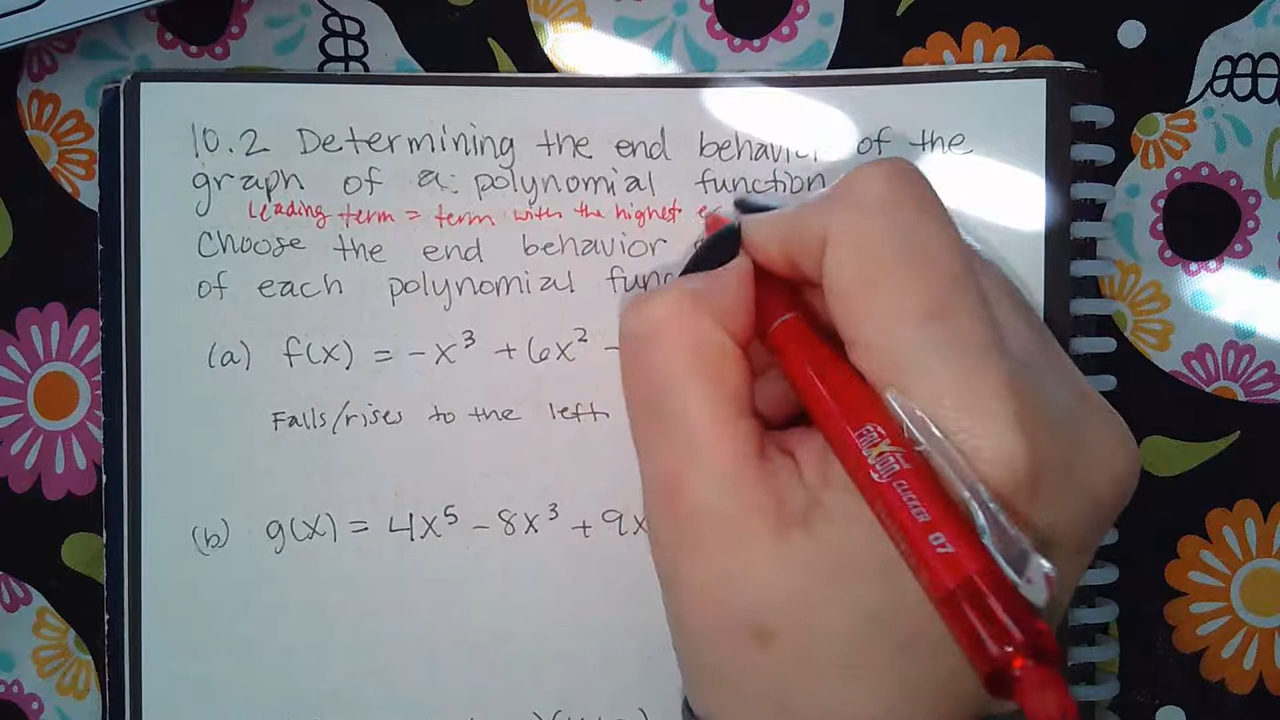 10.2 Determining the end behavior of the
graph of a: polynomial function
Leading term = term with the highest
Choose the end behavior
of each polynomial
(a) f(x) = -x³ + 6x² -
Falls/rises to the left
(b) g(x) = 4x⁵ - 8x³ + 9x
FRIXION CLICKER 07